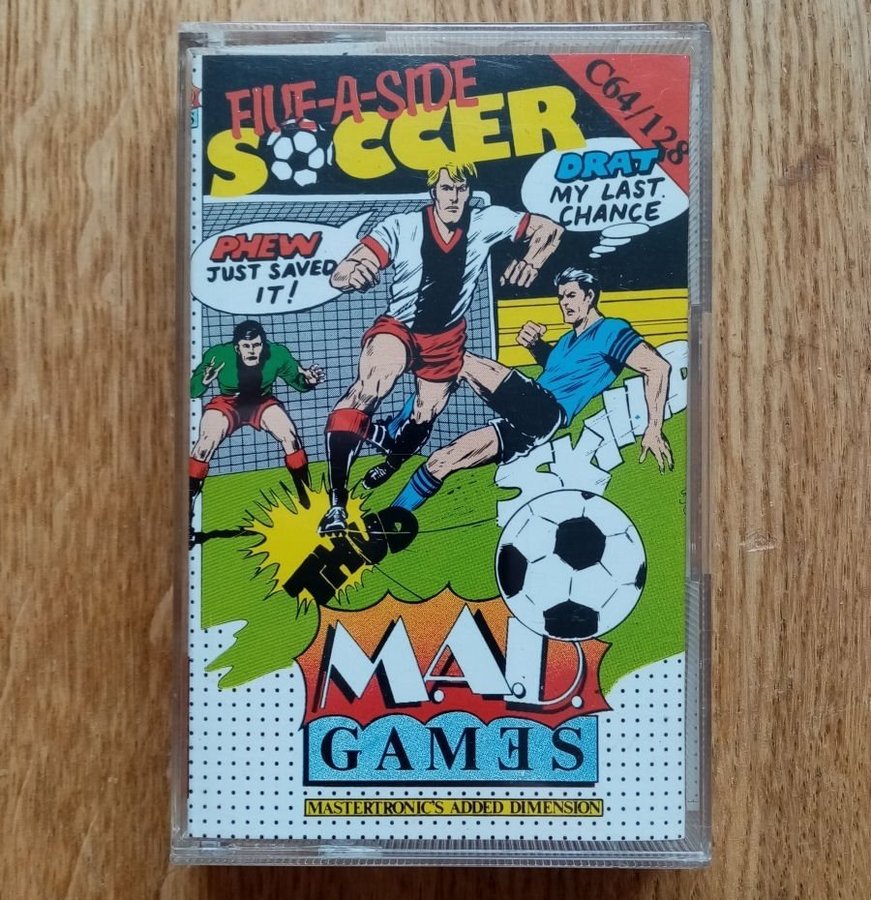 FIVE-A-SIDE
SOCCER
C64/128
DRAT
MY LAST
CHANCE
PHEW
JUST SAVED
IT!
THUD
M.A.D.
GAMES
MASTERTRONIC'S ADDED DIMENSION